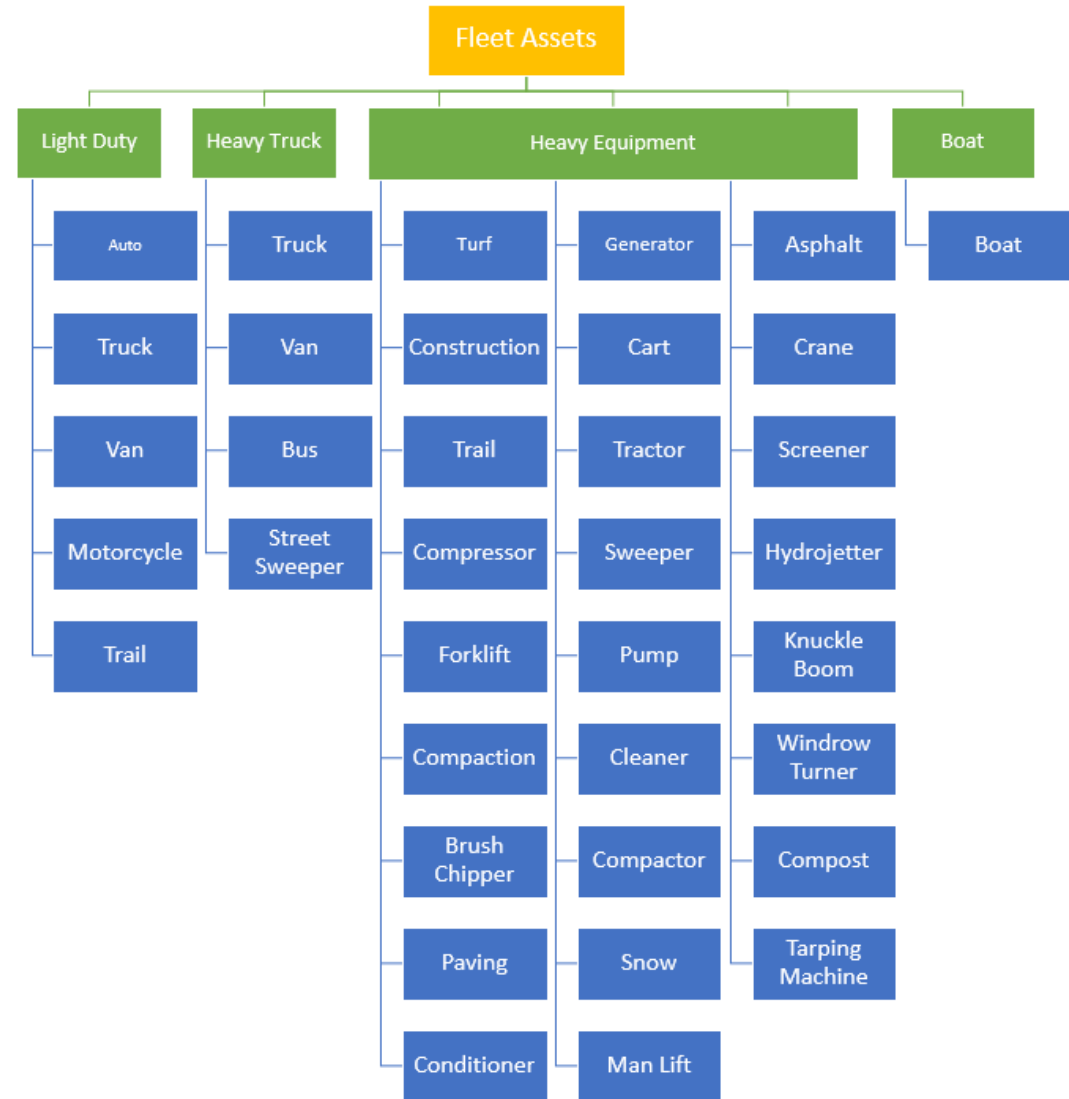 Fleet Assets
Light Duty
Heavy Truck
Heavy Equipment
Boat
Auto
Truck
Van
Motorcycle
Trail
Truck
Van
Bus
Street
Sweeper
Turf
Construction
Trail
Compressor
Forklift
Compaction
Brush
Chipper
Paving
Conditioner
Generator
Cart
Tractor
Sweeper
Pump
Cleaner
Compactor
Snow
Man Lift
Asphalt
Crane
Screener
Hydrojetter
Knuckle
Boom
Windrow
Turner
Compost
Tarping
Machine
Boat